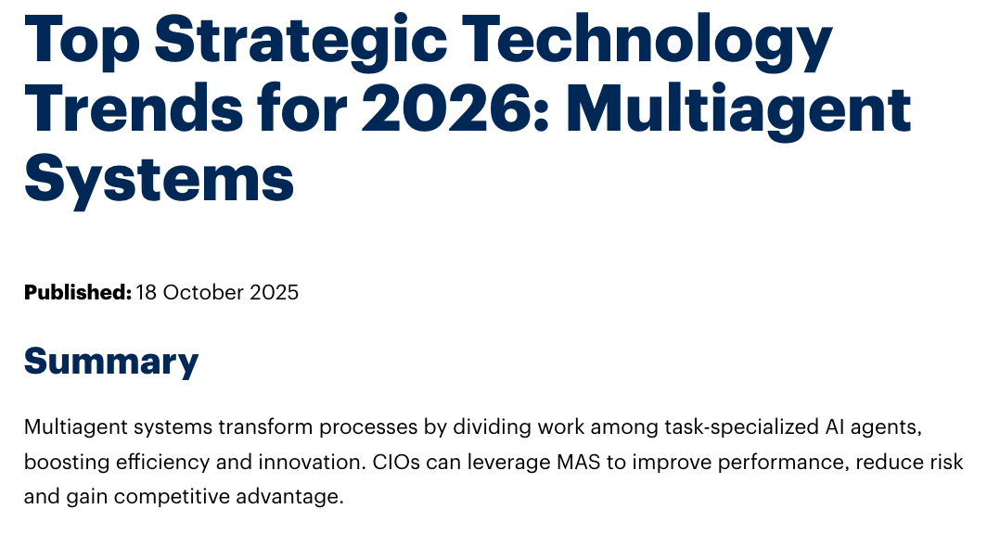 Top Strategic Technology
Trends for 2026: Multiagent
Systems
Published: 18 October 2025
Summary
Multiagent systems transform processes by dividing work among task-specialized AI agents,
boosting efficiency and innovation. CIOs can leverage MAS to improve performance, reduce risk
and gain competitive advantage.